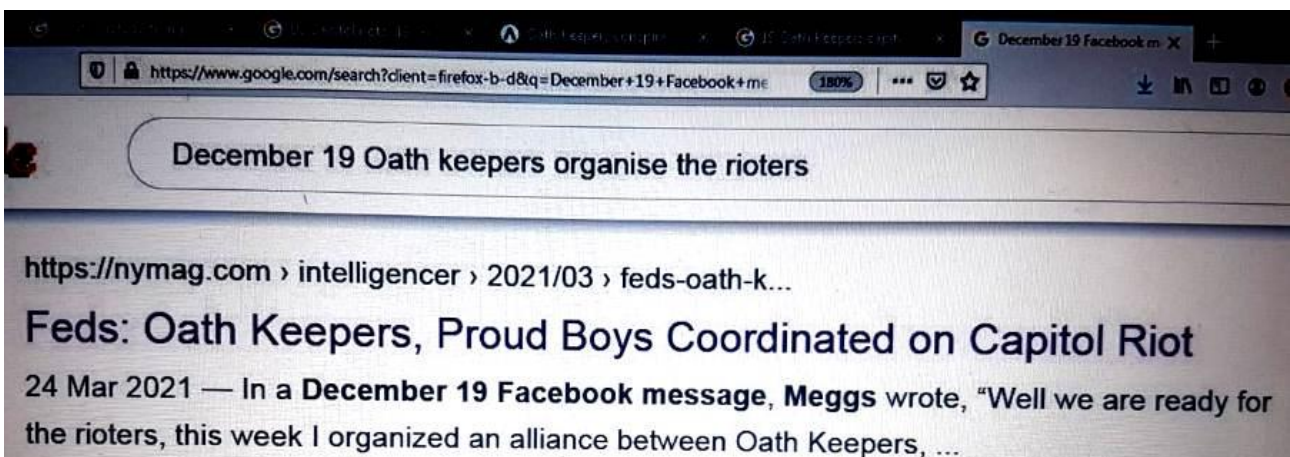 G December 19 Facebook m X
https://www.google.com/search?client=firefox-b-d&q=December+19+Facebook+me 180%
December 19 Oath keepers organise the rioters
https://nymag.com › intelligencer › 2021/03 › feds-oath-k...
Feds: Oath Keepers, Proud Boys Coordinated on Capitol Riot
24 Mar 2021 — In a December 19 Facebook message, Meggs wrote, “Well we are ready for
the rioters, this week I organized an alliance between Oath Keepers, ...